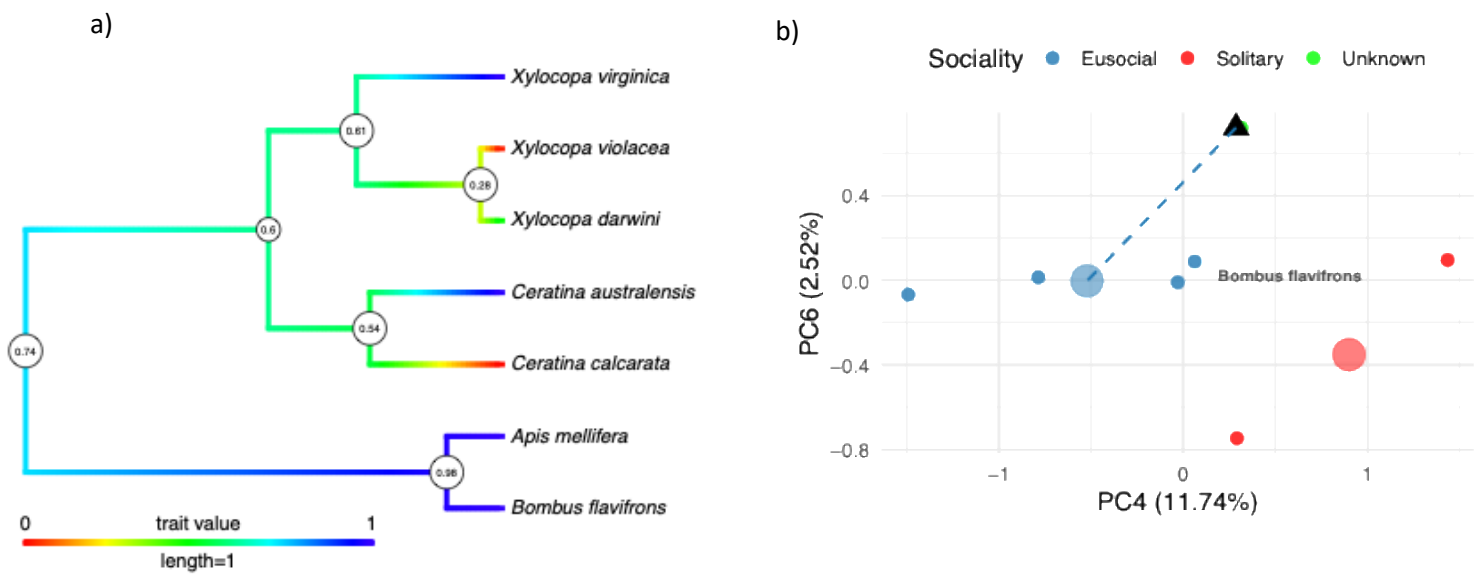 a)
Xylocopa virginica
0.61
Xylocopa violacea
0.28
Xylocopa darwini
0.6
Ceratina australensis
0.54
0.74
Ceratina calcarata
Apis mellifera
0.98
Bombus flavifrons
0 trait value 1
length=1
b)
Sociality Eusocial Solitary Unknown
0.4
0.0
−0.4
−0.8
PC6 (2.52%)
Bombus flavifrons
−1 0 1
PC4 (11.74%)